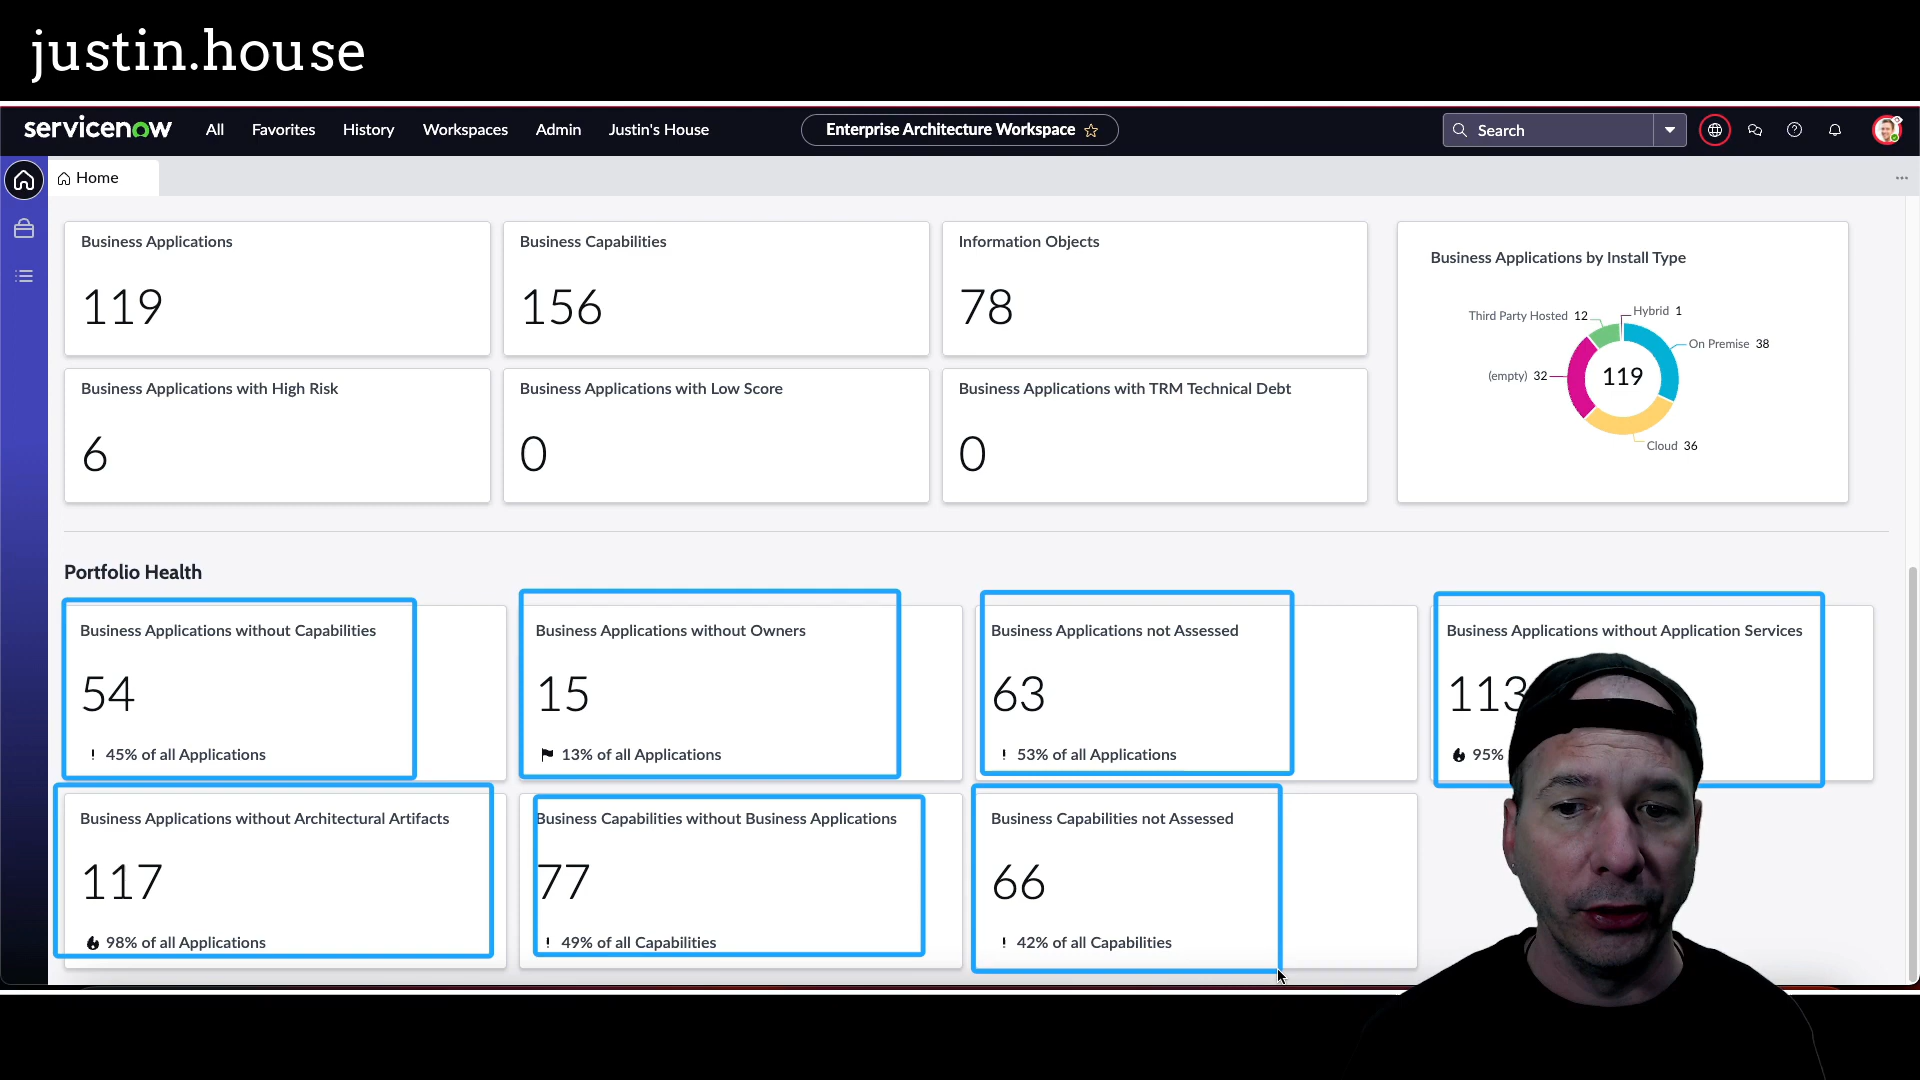 justin.house
servicenow
All
Favorites
History
Workspaces
Admin
Justin's House
Enterprise Architecture Workspace
Search
Home
Business Applications
119
Business Capabilities
156
Information Objects
78
Business Applications with High Risk
6
Business Applications with Low Score
0
Business Applications with TRM Technical Debt
0
Business Applications by Install Type
Third Party Hosted 12
Hybrid 1
On Premise 38
(empty) 32
119
Cloud 36
Portfolio Health
Business Applications without Capabilities
54
45% of all Applications
Business Applications without Owners
15
13% of all Applications
Business Applications not Assessed
63
53% of all Applications
Business Applications without Application Services
113
95%
Business Applications without Architectural Artifacts
117
98% of all Applications
Business Capabilities without Business Applications
77
49% of all Capabilities
Business Capabilities not Assessed
66
42% of all Capabilities